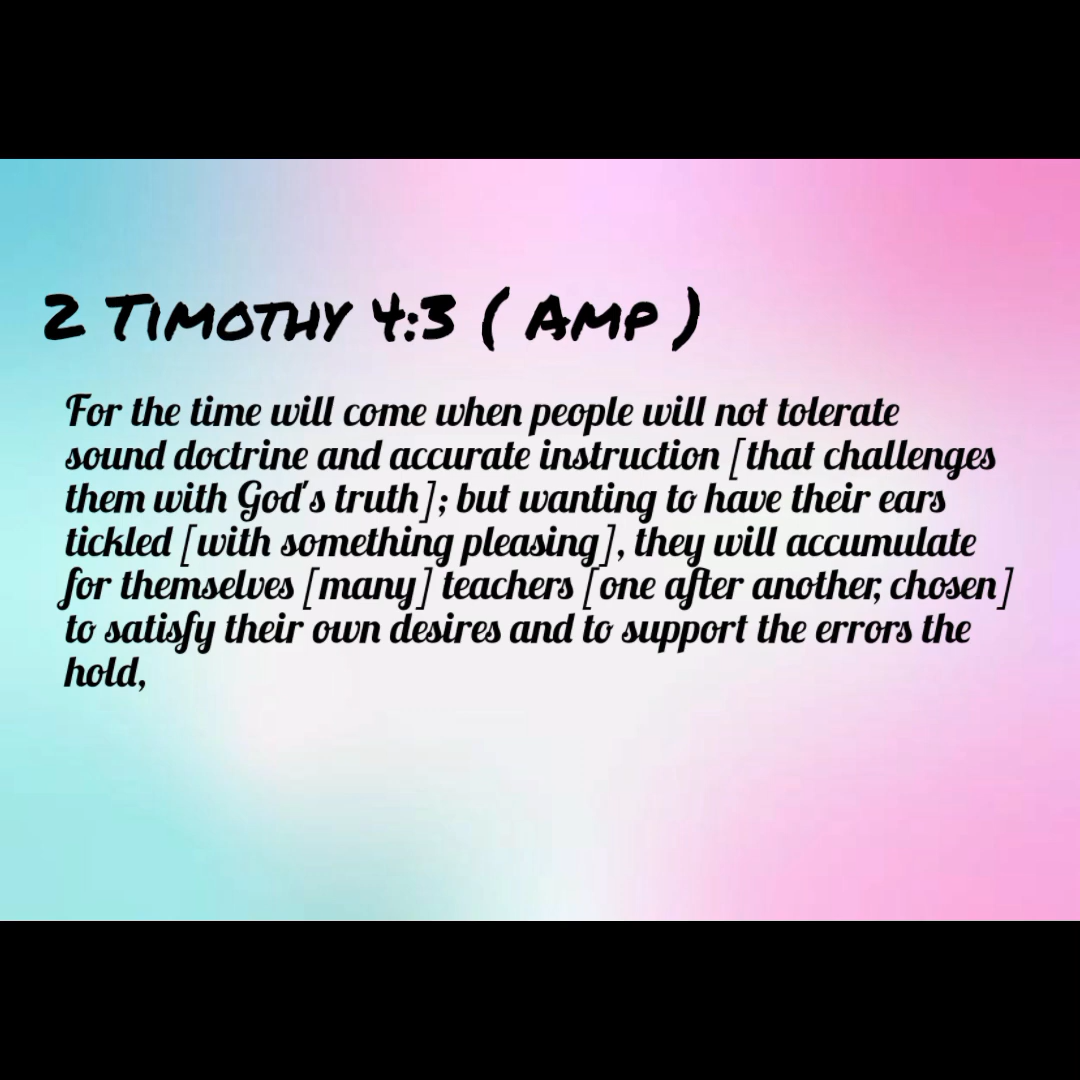 2 Timothy 4:3 ( Amp )
For the time will come when people will not tolerate
sound doctrine and accurate instruction [that challenges
them with God's truth]; but wanting to have their ears
tickled [with something pleasing], they will accumulate
for themselves [many] teachers [one after another, chosen]
to satisfy their own desires and to support the errors the
hold,